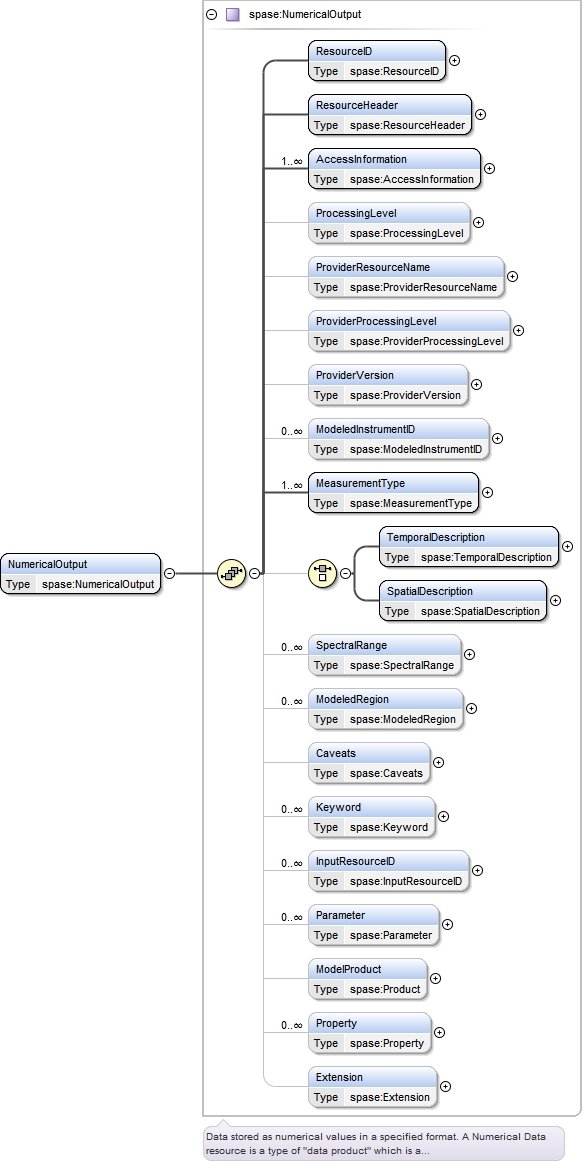 spase:NumericalOutput
ResourceID
Type spase:ResourceID
ResourceHeader
Type spase:ResourceHeader
1..∞
AccessInformation
Type spase:AccessInformation
ProcessingLevel
Type spase:ProcessingLevel
ProviderResourceName
Type spase:ProviderResourceName
ProviderProcessingLevel
Type spase:ProviderProcessingLevel
ProviderVersion
Type spase:ProviderVersion
0..∞
ModeledInstrumentID
Type spase:ModeledInstrumentID
1..∞
MeasurementType
Type spase:MeasurementType
NumericalOutput
Type spase:NumericalOutput
TemporalDescription
Type spase:TemporalDescription
SpatialDescription
Type spase:SpatialDescription
0..∞
SpectralRange
Type spase:SpectralRange
0..∞
ModeledRegion
Type spase:ModeledRegion
Caveats
Type spase:Caveats
0..∞
Keyword
Type spase:Keyword
0..∞
InputResourceID
Type spase:InputResourceID
0..∞
Parameter
Type spase:Parameter
ModelProduct
Type spase:Product
0..∞
Property
Type spase:Property
Extension
Type spase:Extension
Data stored as numerical values in a specified format. A Numerical Data
resource is a type of "data product" which is a...